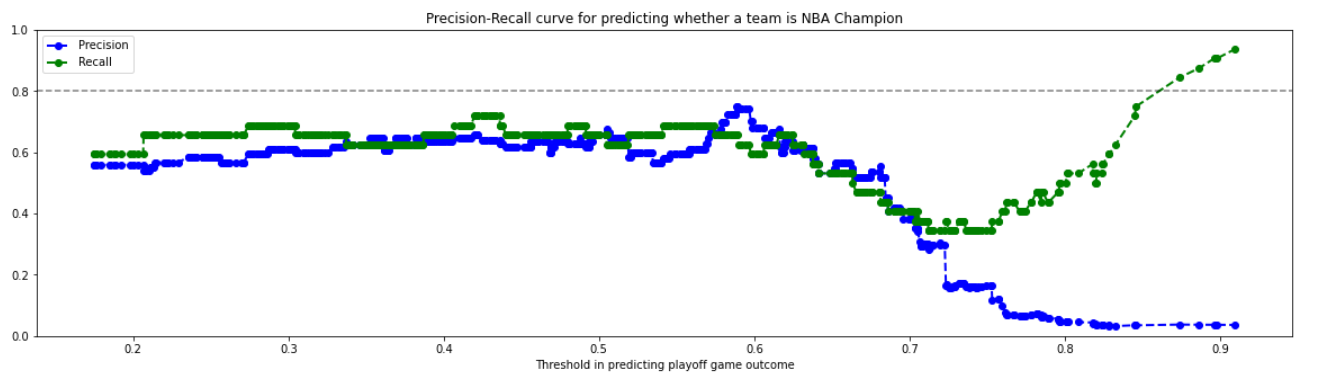 Precision-Recall curve for predicting whether a team is NBA Champion
1.0
0.8
0.6
0.4
0.2
0.0
Precision
Recall
0.2 0.3 0.4 0.5 0.6 0.7 0.8 0.9
Threshold in predicting playoff game outcome